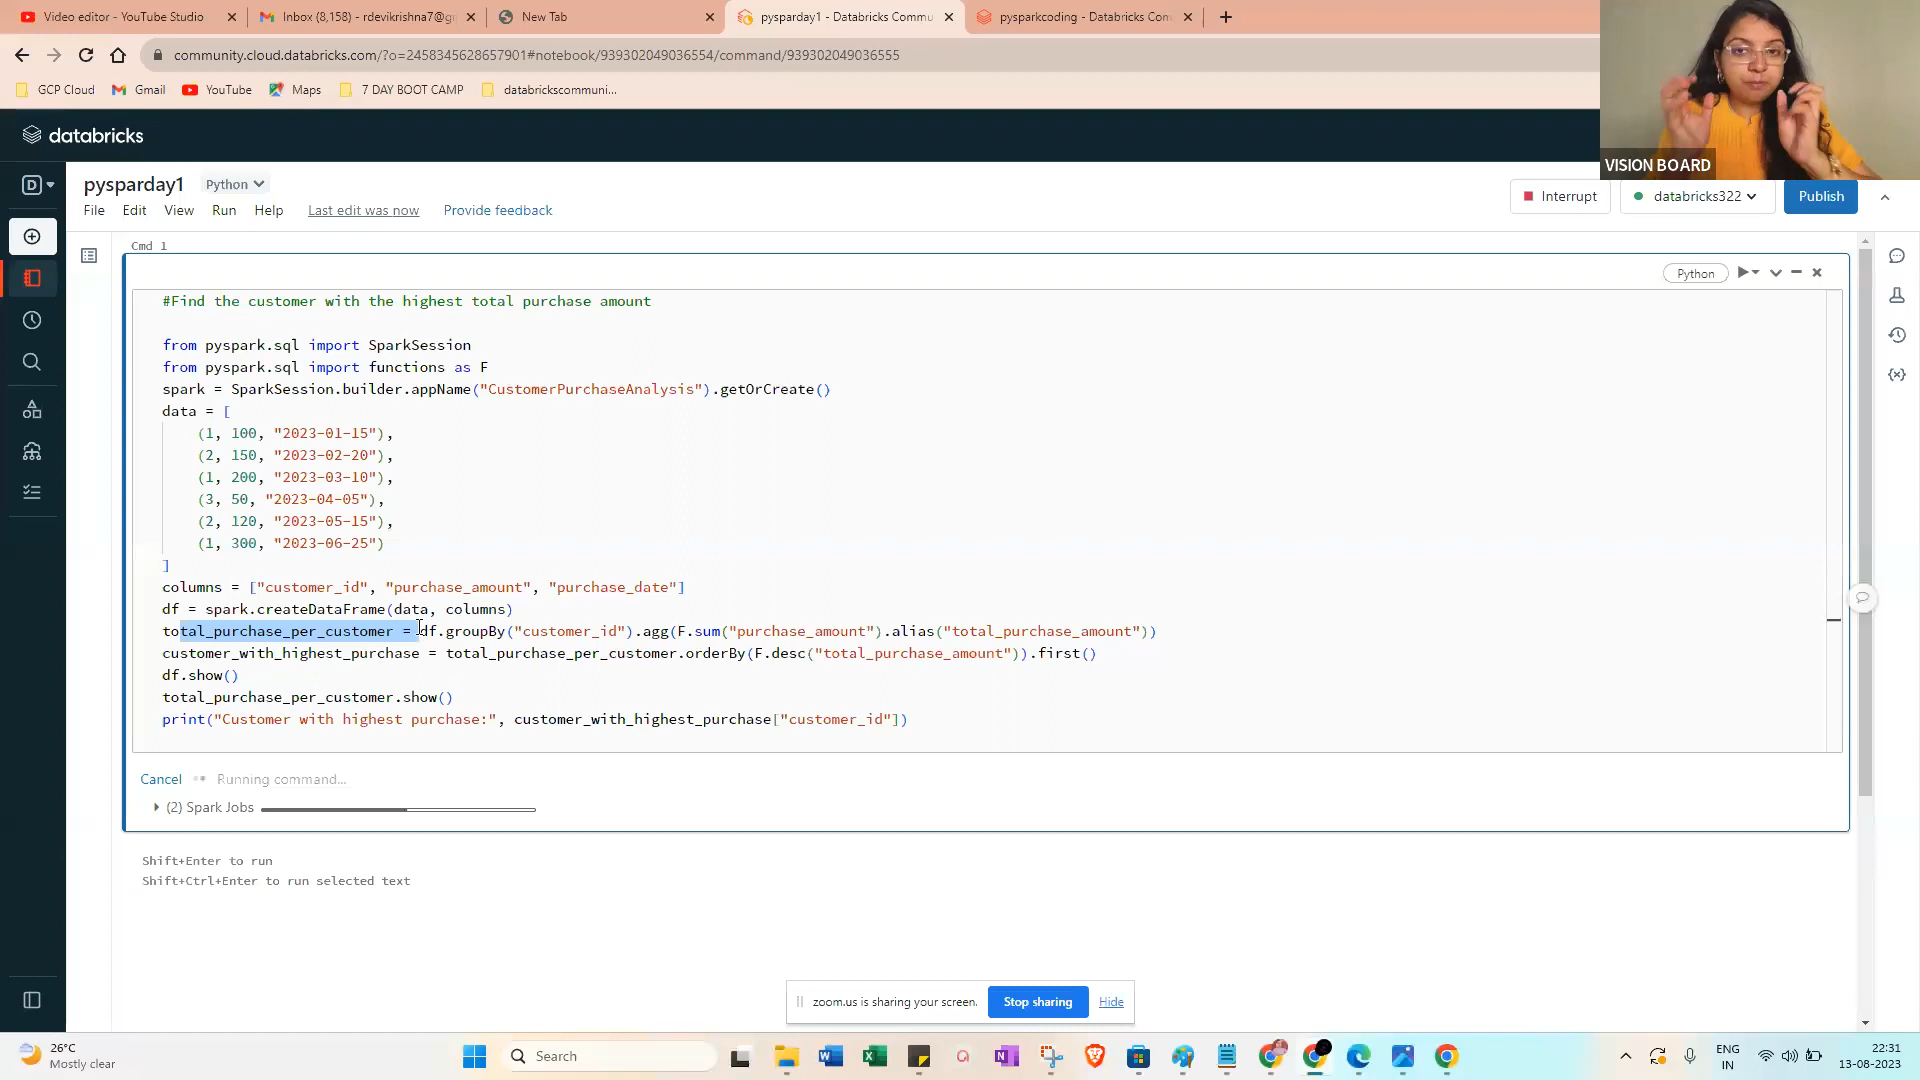 Video editor - YouTube Studio
Inbox (8,158) - rdevikrishna7@g
New Tab
pysparday1 - Databricks Commu
pysparkcoding - Databricks Com
community.cloud.databricks.com/?o=2458345628657901#notebook/939302049036554/command/939302049036555
GCP Cloud
Gmail
YouTube
Maps
7 DAY BOOT CAMP
databrickscommuni...
VISION BOARD
databricks
D
pysparday1
Python
File Edit View Run Help
Last edit was now
Provide feedback
Interrupt
databricks322
Publish
Cmd 1
Python
#Find the customer with the highest total purchase amount
from pyspark.sql import SparkSession
from pyspark.sql import functions as F
spark = SparkSession.builder.appName("CustomerPurchaseAnalysis").getOrCreate()
data = [
(1, 100, "2023-01-15"),
(2, 150, "2023-02-20"),
(1, 200, "2023-03-10"),
(3, 50, "2023-04-05"),
(2, 120, "2023-05-15"),
(1, 300, "2023-06-25")
]
columns = ["customer_id", "purchase_amount", "purchase_date"]
df = spark.createDataFrame(data, columns)
total_purchase_per_customer = df.groupBy("customer_id").agg(F.sum("purchase_amount").alias("total_purchase_amount"))
customer_with_highest_purchase = total_purchase_per_customer.orderBy(F.desc("total_purchase_amount")).first()
df.show()
total_purchase_per_customer.show()
print("Customer with highest purchase:", customer_with_highest_purchase["customer_id"])
Cancel
Running command...
(2) Spark Jobs
Shift+Enter to run
Shift+Ctrl+Enter to run selected text
zoom.us is sharing your screen.
Stop sharing
Hide
26°C
Mostly clear
Search
ENG
IN
22:31
13-08-2023